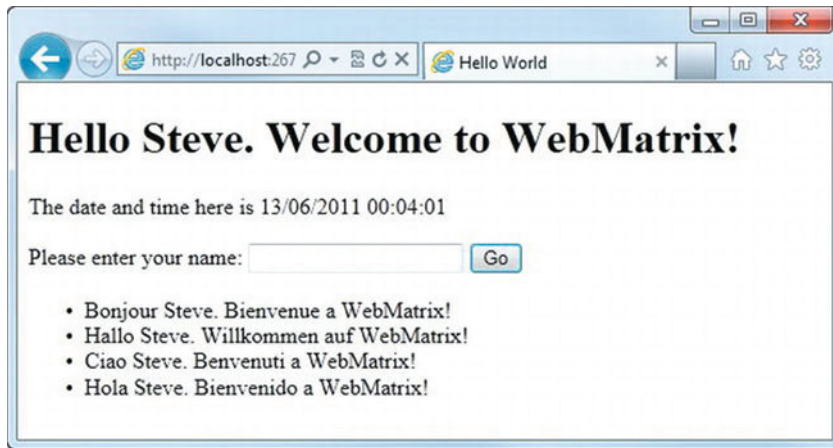 http://localhost:267
Hello World
Hello Steve. Welcome to WebMatrix!
The date and time here is 13/06/2011 00:04:01
Please enter your name:
Go
• Bonjour Steve. Bienvenue a WebMatrix!
• Hallo Steve. Willkommen auf WebMatrix!
• Ciao Steve. Benvenuti a WebMatrix!
• Hola Steve. Bienvenido a WebMatrix!